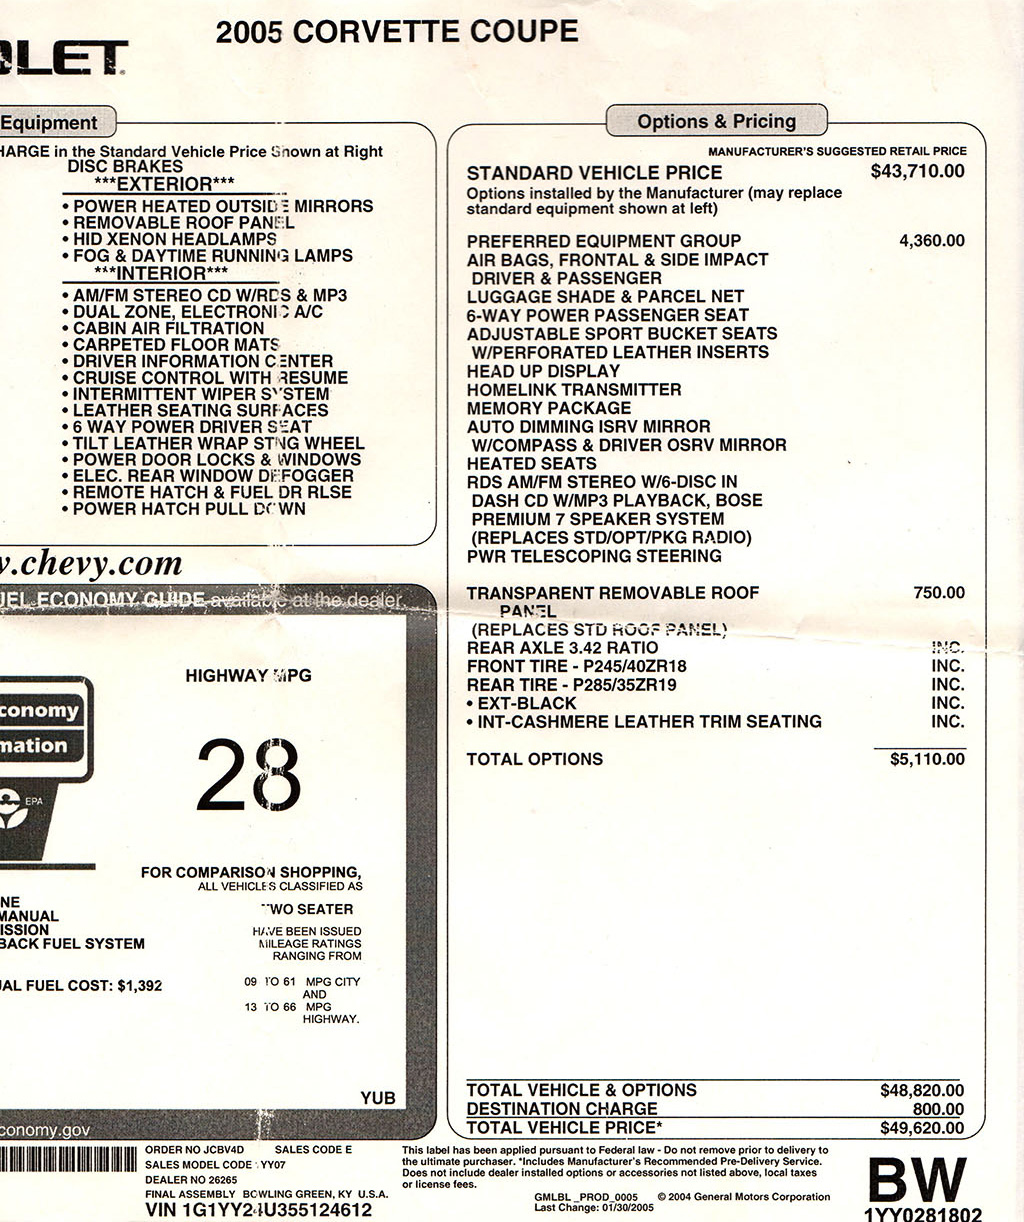 2005 CORVETTE COUPE
OLET
Equipment
HARGE in the Standard Vehicle Price Shown at Right
DISC BRAKES
***EXTERIOR***
• POWER HEATED OUTSIDE MIRRORS
• REMOVABLE ROOF PANEL
• HID XENON HEADLAMPS
• FOG & DAYTIME RUNNING LAMPS
***INTERIOR***
• AM/FM STEREO CD W/RDS & MP3
• DUAL ZONE, ELECTRONIC A/C
• CABIN AIR FILTRATION
• CARPETED FLOOR MATS
• DRIVER INFORMATION CENTER
• CRUISE CONTROL WITH RESUME
• INTERMITTENT WIPER SYSTEM
• LEATHER SEATING SURFACES
• 6 WAY POWER DRIVER SEAT
• TILT LEATHER WRAP STNG WHEEL
• POWER DOOR LOCKS & WINDOWS
• ELEC. REAR WINDOW DEFOGGER
• REMOTE HATCH & FUEL DR RLSE
• POWER HATCH PULL DOWN
w.chevy.com
UEL ECONOMY GUIDE available at the dealer.
HIGHWAY MPG
conomy
mation
28
EPA
FOR COMPARISON SHOPPING,
ALL VEHICLES CLASSIFIED AS
TWO SEATER
HAVE BEEN ISSUED
MILEAGE RATINGS
RANGING FROM
09 TO 61 MPG CITY
AND
13 TO 66 MPG
HIGHWAY.
NE
MANUAL
ISSION
BACK FUEL SYSTEM
UAL FUEL COST: $1,392
YUB
conomy.gov
Options & Pricing
MANUFACTURER'S SUGGESTED RETAIL PRICE
STANDARD VEHICLE PRICE $43,710.00
Options installed by the Manufacturer (may replace
standard equipment shown at left)
PREFERRED EQUIPMENT GROUP 4,360.00
AIR BAGS, FRONTAL & SIDE IMPACT
DRIVER & PASSENGER
LUGGAGE SHADE & PARCEL NET
6-WAY POWER PASSENGER SEAT
ADJUSTABLE SPORT BUCKET SEATS
W/PERFORATED LEATHER INSERTS
HEAD UP DISPLAY
HOMELINK TRANSMITTER
MEMORY PACKAGE
AUTO DIMMING ISRV MIRROR
W/COMPASS & DRIVER OSRV MIRROR
HEATED SEATS
RDS AM/FM STEREO W/6-DISC IN
DASH CD W/MP3 PLAYBACK, BOSE
PREMIUM 7 SPEAKER SYSTEM
(REPLACES STD/OPT/PKG RADIO)
PWR TELESCOPING STEERING
TRANSPARENT REMOVABLE ROOF 750.00
PANEL
(REPLACES STD ROOF PANEL)
REAR AXLE 3.42 RATIO INC.
FRONT TIRE - P245/40ZR18 INC.
REAR TIRE - P285/35ZR19 INC.
• EXT-BLACK INC.
• INT-CASHMERE LEATHER TRIM SEATING INC.
TOTAL OPTIONS $5,110.00
TOTAL VEHICLE & OPTIONS $48,820.00
DESTINATION CHARGE 800.00
TOTAL VEHICLE PRICE* $49,620.00
ORDER NO JCBV4D SALES CODE E
SALES MODEL CODE 1YY07
DEALER NO 26265
FINAL ASSEMBLY BOWLING GREEN, KY U.S.A.
VIN 1G1YY24U355124612
This label has been applied pursuant to Federal law - Do not remove prior to delivery to
the ultimate purchaser. *Includes Manufacturer's Recommended Pre-Delivery Service.
Does not include dealer installed options or accessories not listed above, local taxes
or license fees.
GMLBL_PROD_0005 © 2004 General Motors Corporation
Last Change: 01/30/2005
BW
1YY0281802